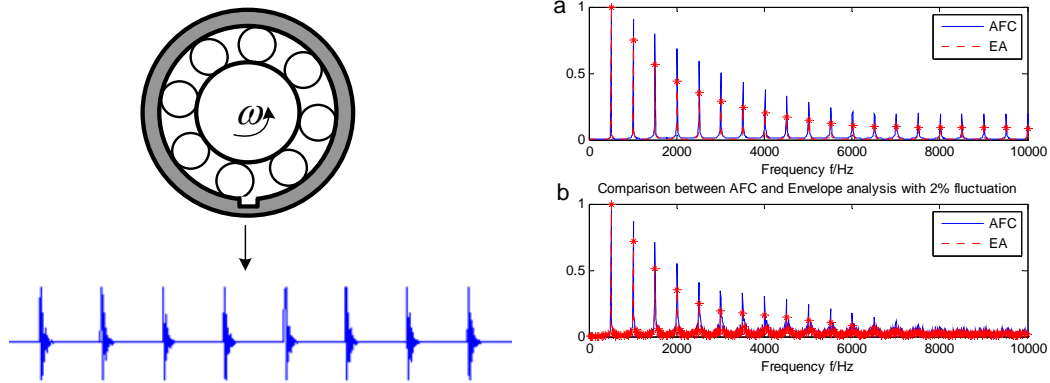 ω
a
1
0.5
0
AFC
EA
0 2000 4000 6000 8000 10000
Frequency f/Hz
b
Comparison between AFC and Envelope analysis with 2% fluctuation
1
0.5
0
AFC
EA
0 2000 4000 6000 8000 10000
Frequency f/Hz